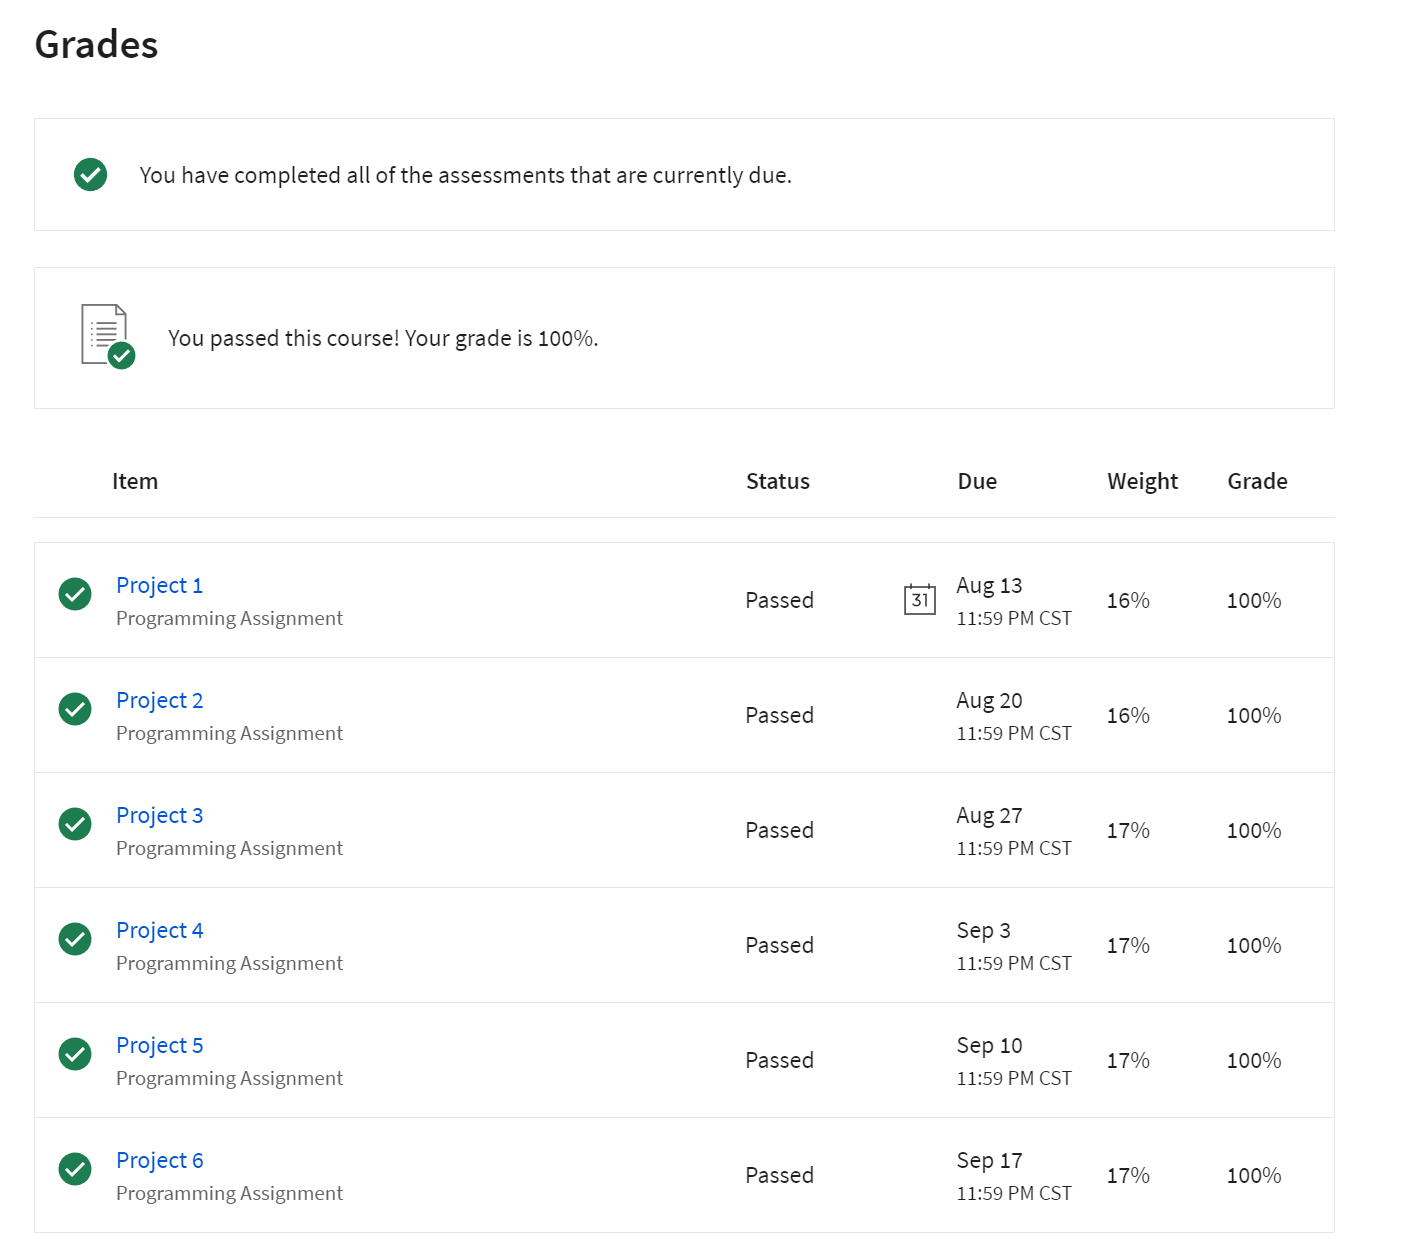 Grades
You have completed all of the assessments that are currently due.
You passed this course! Your grade is 100%.
Item Status Due Weight Grade
Project 1
Programming Assignment
Passed
31
Aug 13
11:59 PM CST
16%
100%
Project 2
Programming Assignment
Passed
Aug 20
11:59 PM CST
16%
100%
Project 3
Programming Assignment
Passed
Aug 27
11:59 PM CST
17%
100%
Project 4
Programming Assignment
Passed
Sep 3
11:59 PM CST
17%
100%
Project 5
Programming Assignment
Passed
Sep 10
11:59 PM CST
17%
100%
Project 6
Programming Assignment
Passed
Sep 17
11:59 PM CST
17%
100%